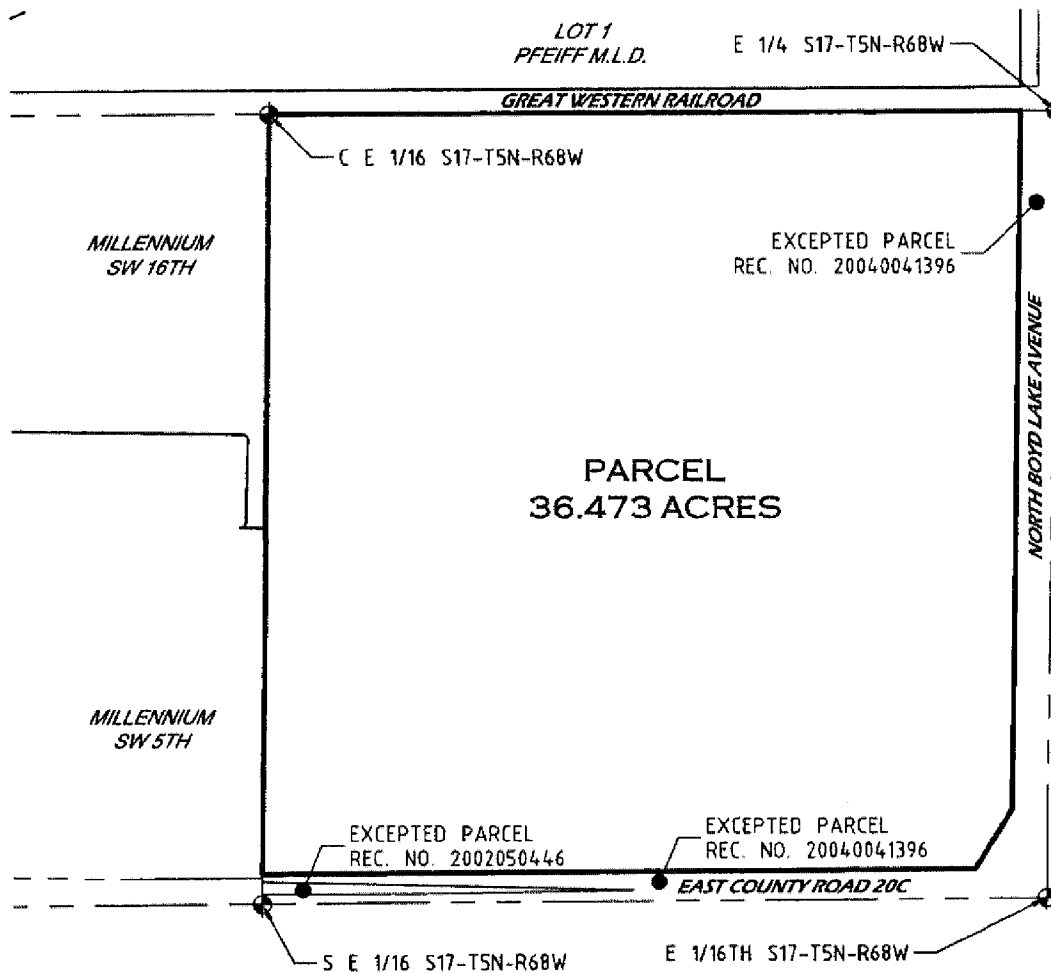 LOT 1
PFEIFF M.L.D.
E 1/4 S17-T5N-R68W
GREAT WESTERN RAILROAD
C E 1/16 S17-T5N-R68W
MILLENNIUM
SW 16TH
EXCEPTED PARCEL
REC. NO. 20040041396
NORTH BOYD LAKE AVENUE
PARCEL
36.473 ACRES
MILLENNIUM
SW 5TH
EXCEPTED PARCEL
REC. NO. 2002050446
EXCEPTED PARCEL
REC. NO. 20040041396
EAST COUNTY ROAD 20C
S E 1/16 S17-T5N-R68W
E 1/16TH S17-T5N-R68W